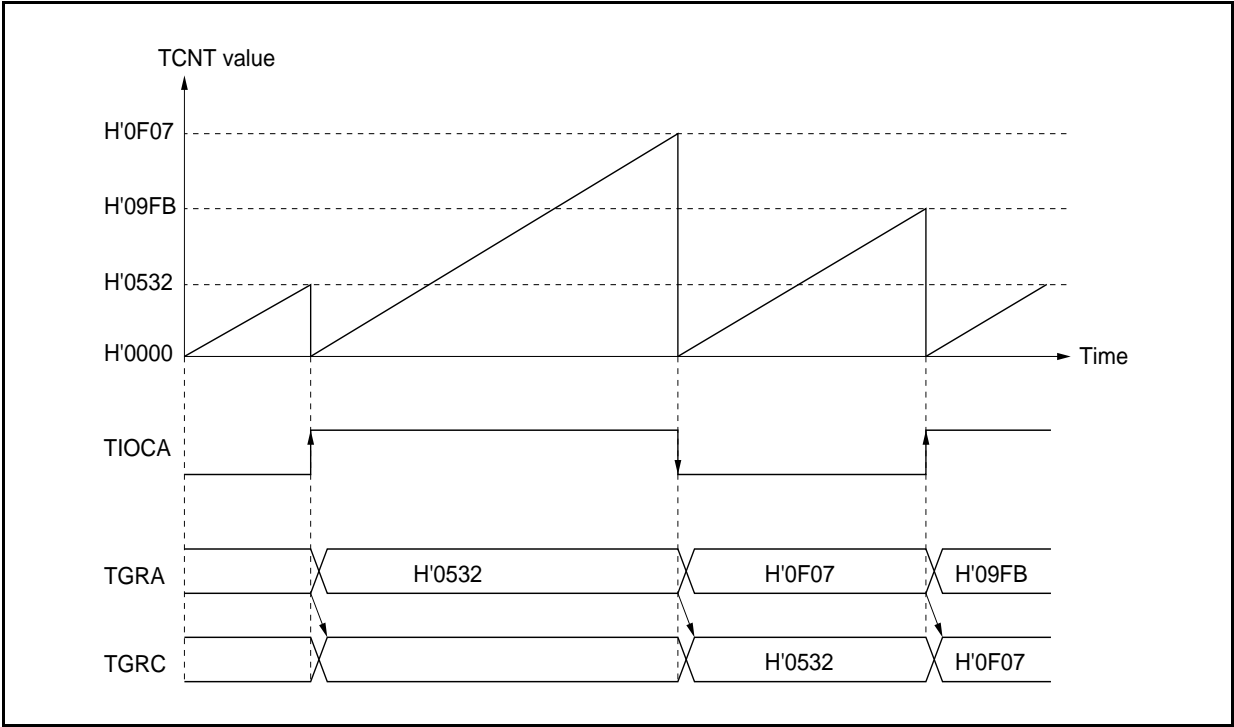 TCNT value
H'0F07
H'09FB
H'0532
H'0000
Time
TIOCA
TGRA
H'0532
H'0F07
H'09FB
TGRC
H'0532
H'0F07